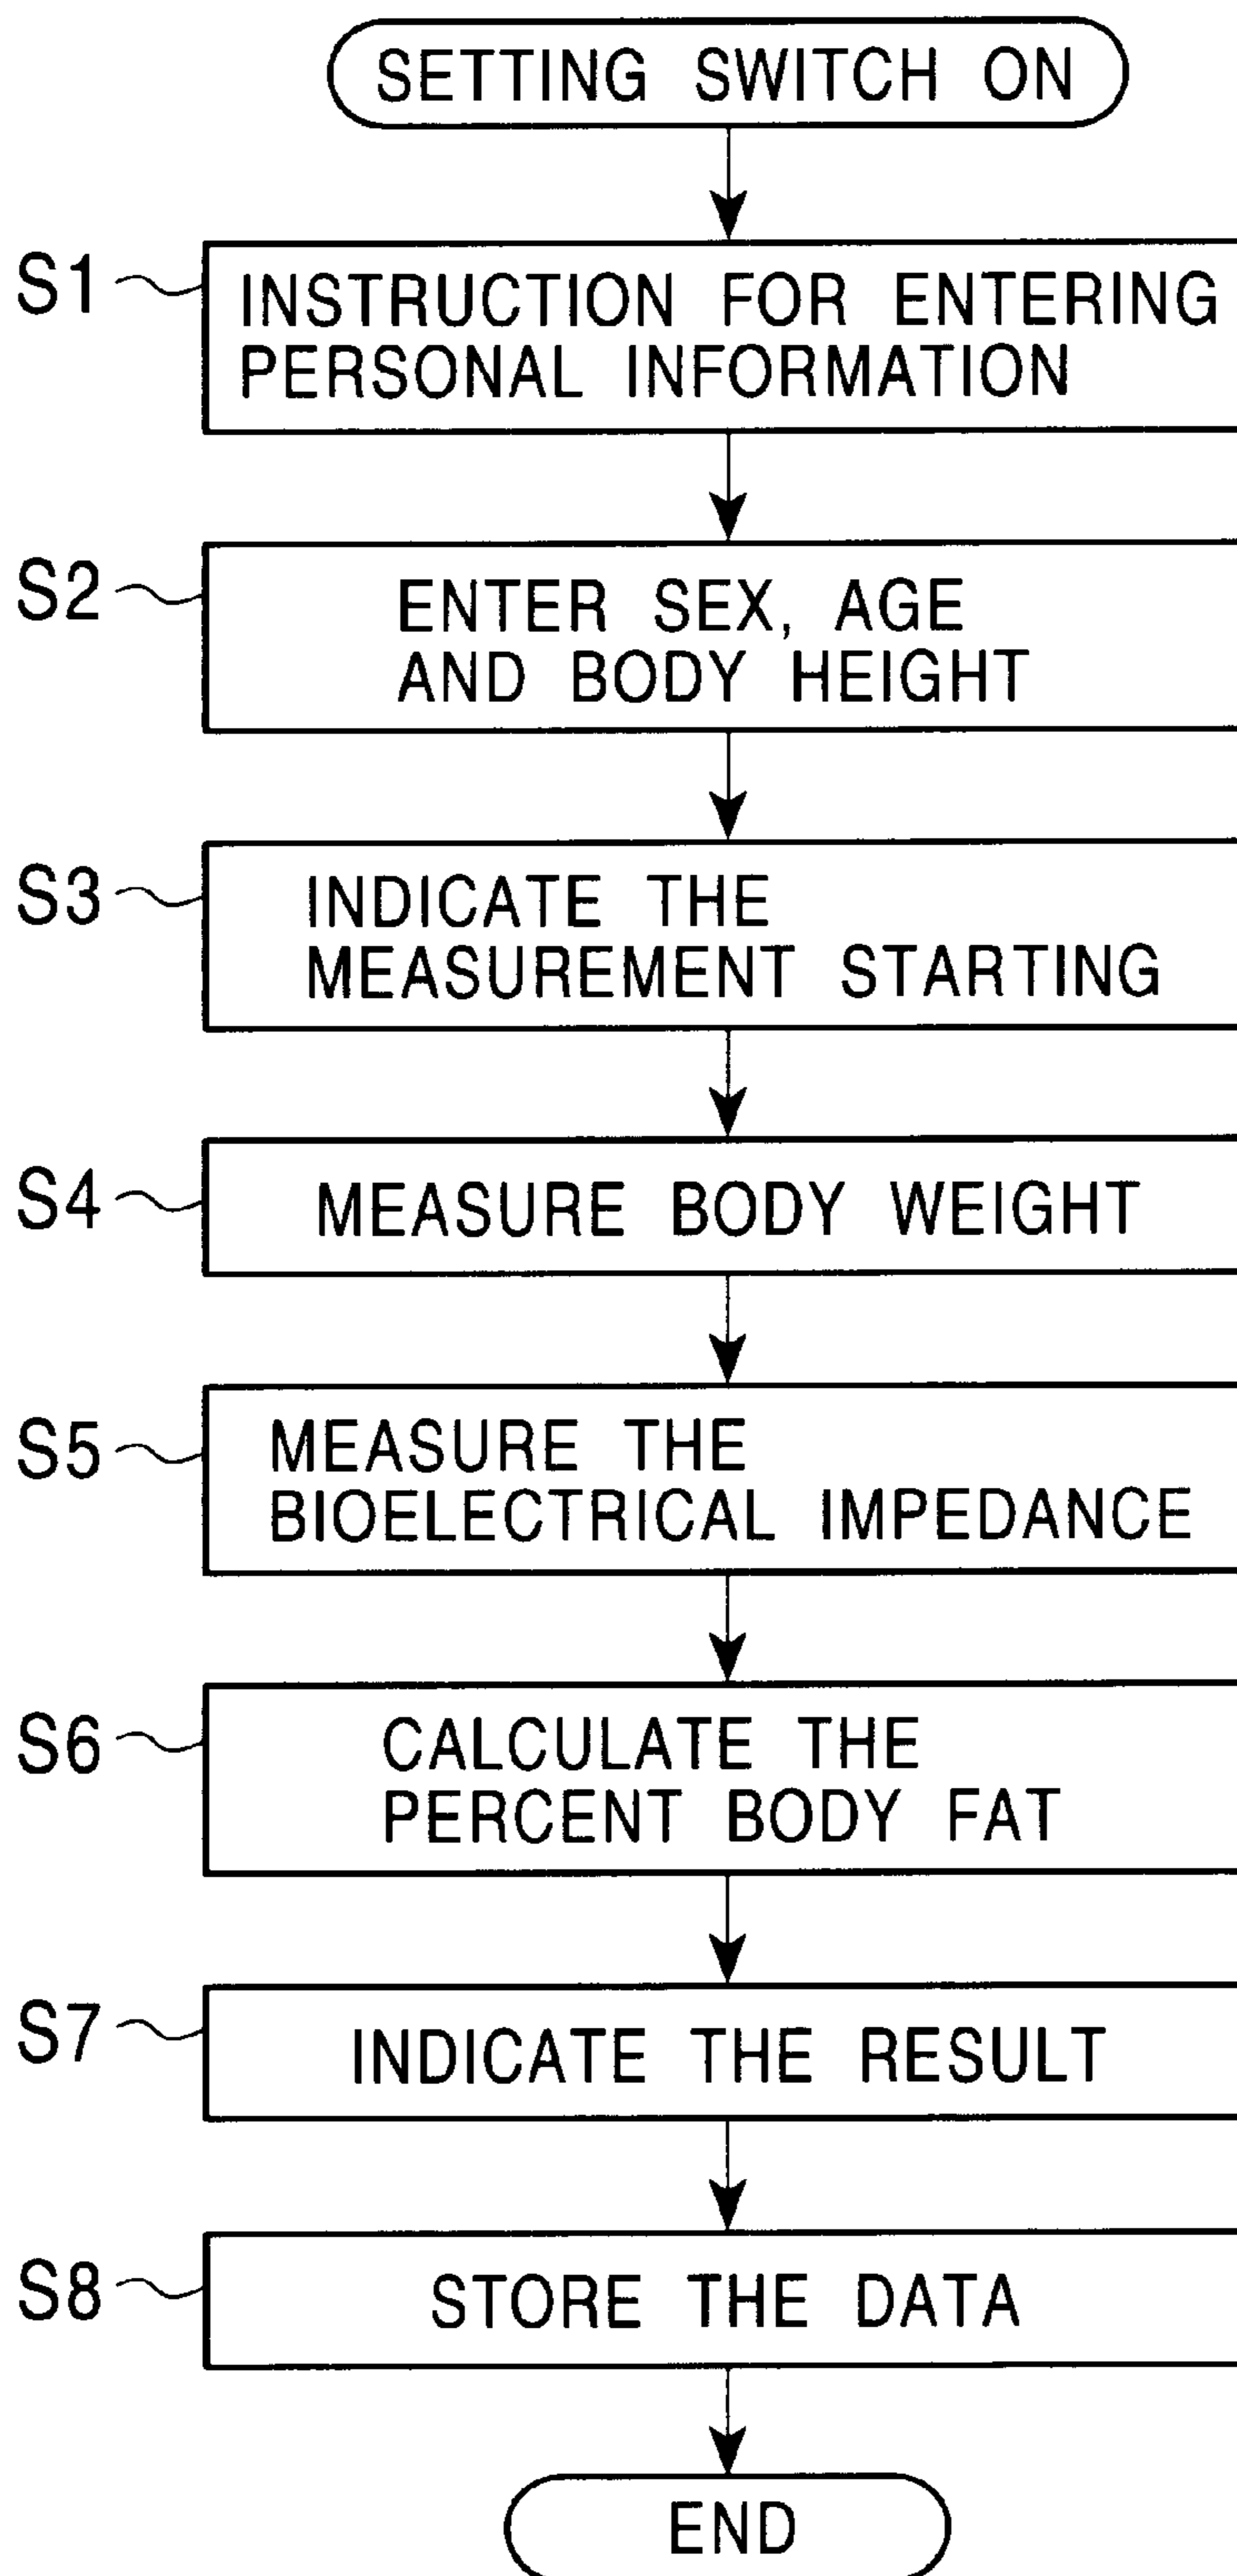 SETTING SWITCH ON
S1
INSTRUCTION FOR ENTERING
PERSONAL INFORMATION
S2
ENTER SEX, AGE
AND BODY HEIGHT
S3
INDICATE THE
MEASUREMENT STARTING
S4
MEASURE BODY WEIGHT
S5
MEASURE THE
BIOELECTRICAL IMPEDANCE
S6
CALCULATE THE
PERCENT BODY FAT
S7
INDICATE THE RESULT
S8
STORE THE DATA
END